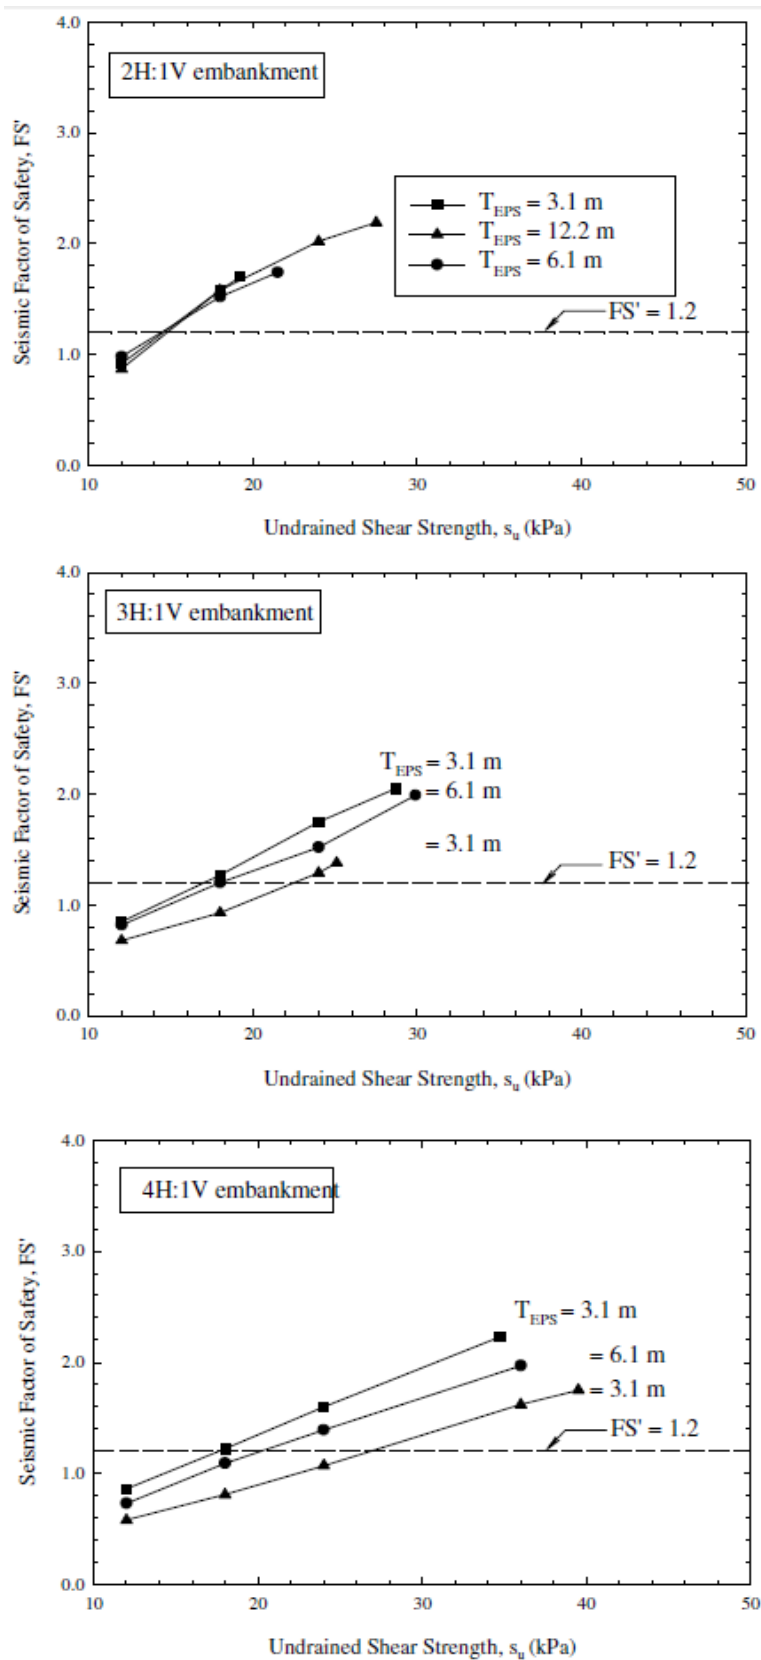 4.0
2H:1V embankment
3.0
T_EPS = 3.1 m
T_EPS = 12.2 m
T_EPS = 6.1 m
2.0
FS' = 1.2
1.0
0.0
10 20 30 40 50
Seismic Factor of Safety, FS'
Undrained Shear Strength, s_u (kPa)
4.0
3H:1V embankment
3.0
T_EPS = 3.1 m
2.0
= 6.1 m
= 3.1 m
FS' = 1.2
1.0
0.0
10 20 30 40 50
Seismic Factor of Safety, FS'
Undrained Shear Strength, s_u (kPa)
4.0
4H:1V embankment
3.0
T_EPS = 3.1 m
= 6.1 m
2.0
= 3.1 m
FS' = 1.2
1.0
0.0
10 20 30 40 50
Seismic Factor of Safety, FS'
Undrained Shear Strength, s_u (kPa)